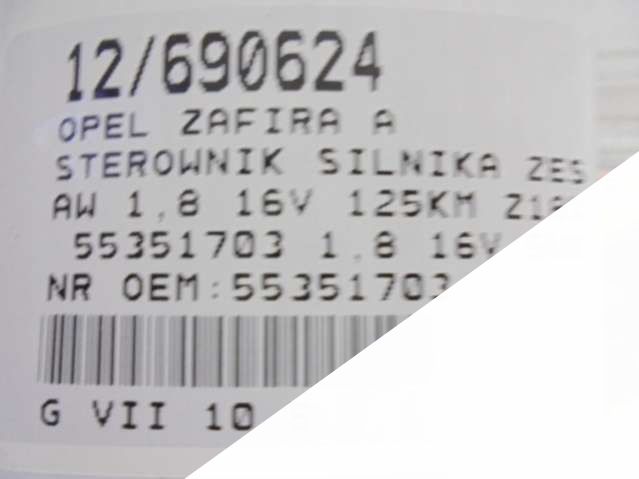 12/690624
OPEL ZAFIRA A
STEROWNIK SILNIKA ZES
AW 1,8 16V 125KM
55351703 1.8 16V
NR OEM:55351703
G VII 10